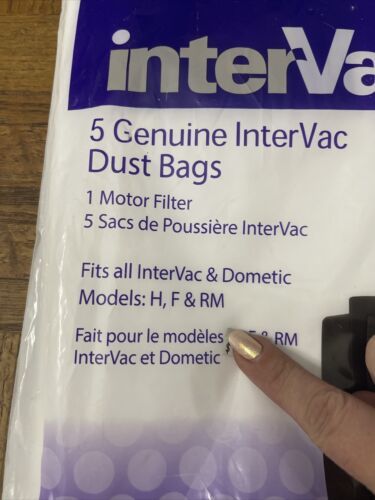 interVa
5 Genuine InterVac
Dust Bags
1 Motor Filter
5 Sacs de Poussière InterVac
Fits all InterVac & Dometic
Models: H, F & RM
Fait pour le modèles & RM
InterVac et Dometic